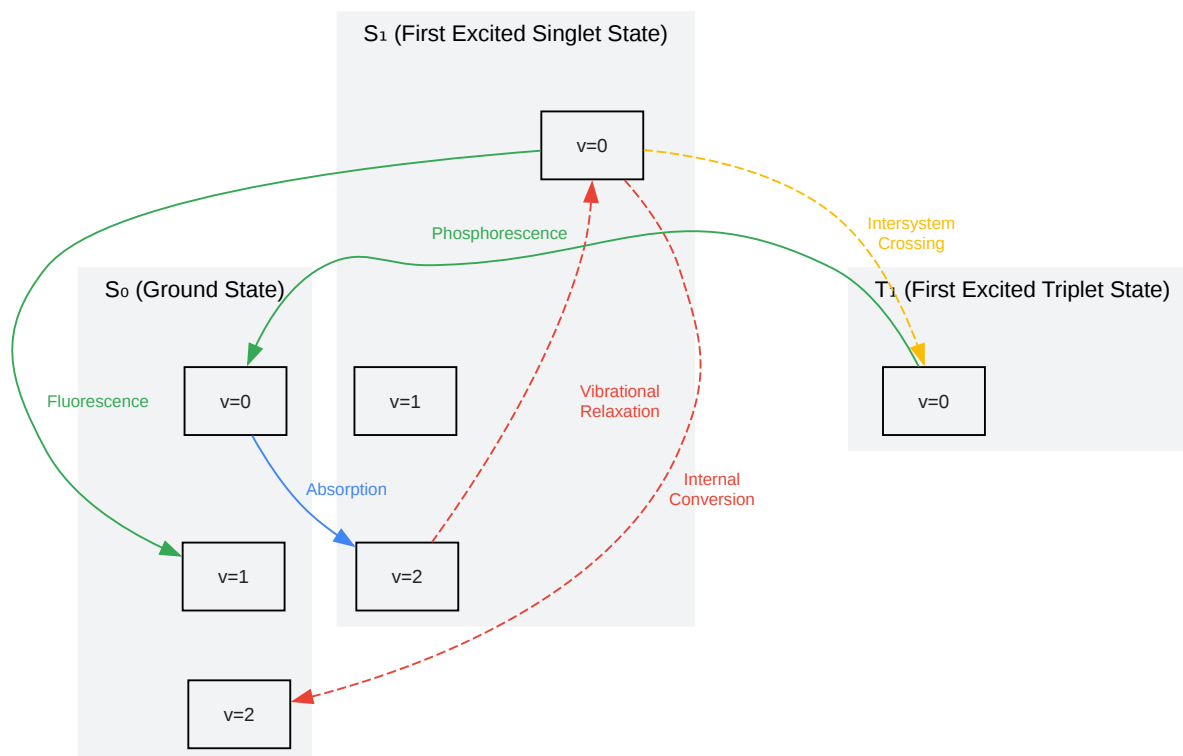 S₁ (First Excited Singlet State)
v=0
Phosphorescence
Intersystem
Crossing
S₀ (Ground State)
T₁ (First Excited Triplet State)
Fluorescence
v=0
v=1
Vibrational
Relaxation
v=0
Absorption
Internal
Conversion
v=1
v=2
v=2